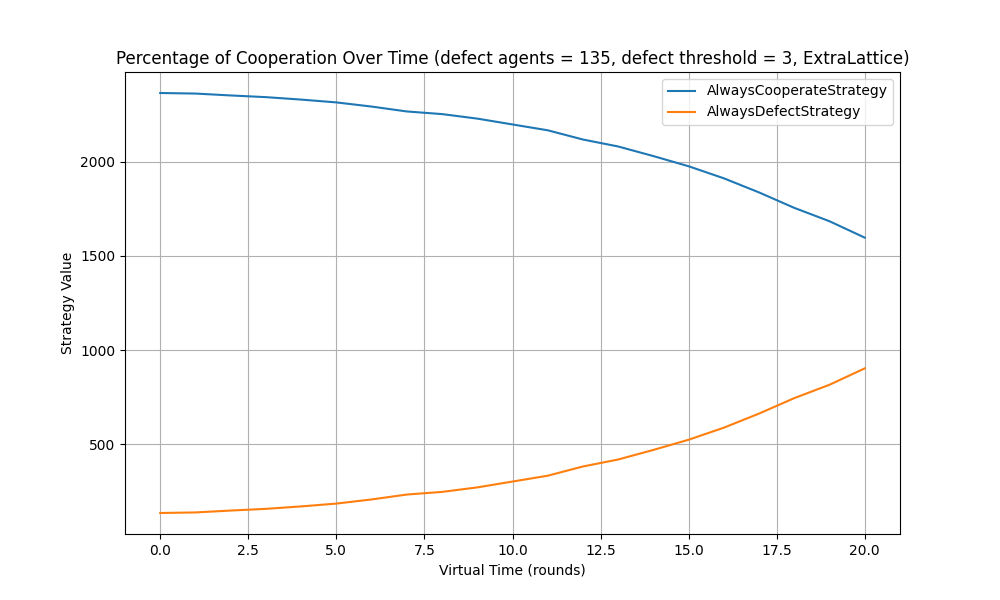 Percentage of Cooperation Over Time (defect agents = 135, defect threshold = 3, ExtraLattice)
AlwaysCooperateStrategy
AlwaysDefectStrategy
Strategy Value
2000
1500
1000
500
0.0 2.5 5.0 7.5 10.0 12.5 15.0 17.5 20.0
Virtual Time (rounds)